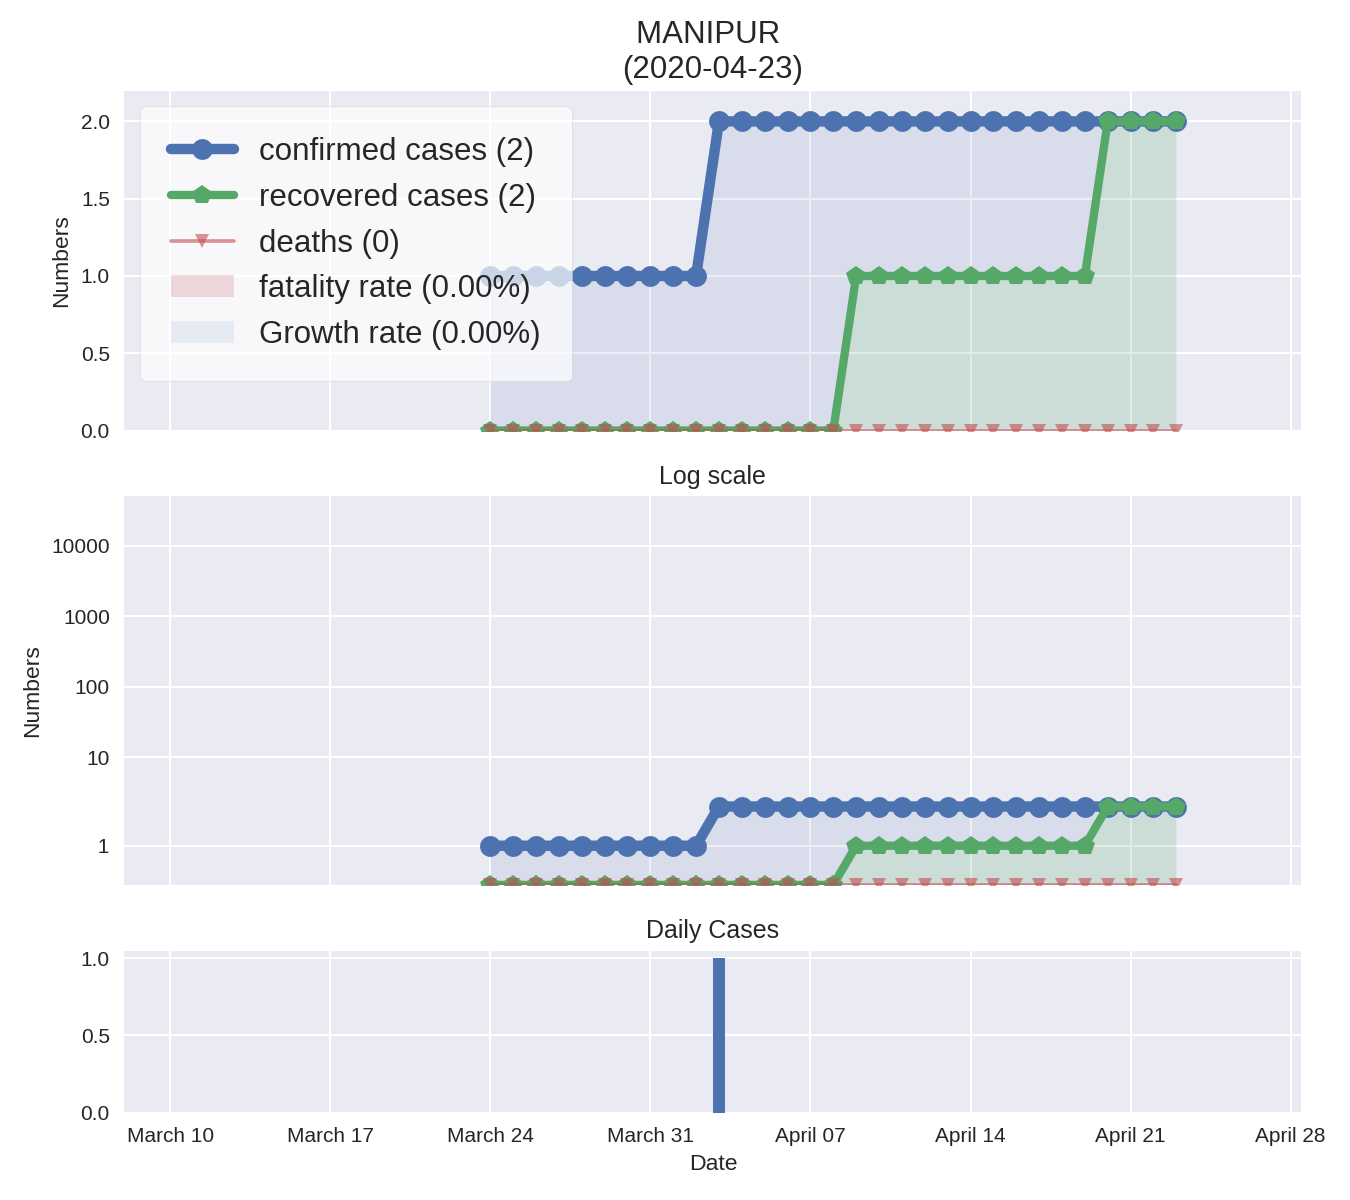 MANIPUR
(2020-04-23)
2.0
1.5
1.0
0.5
0.0
Numbers
confirmed cases (2)
recovered cases (2)
deaths (0)
fatality rate (0.00%)
Growth rate (0.00%)
Log scale
10000
1000
100
10
1
Numbers
Daily Cases
1.0
0.5
0.0
March 10 March 17 March 24 March 31 April 07 April 14 April 21 April 28
Date